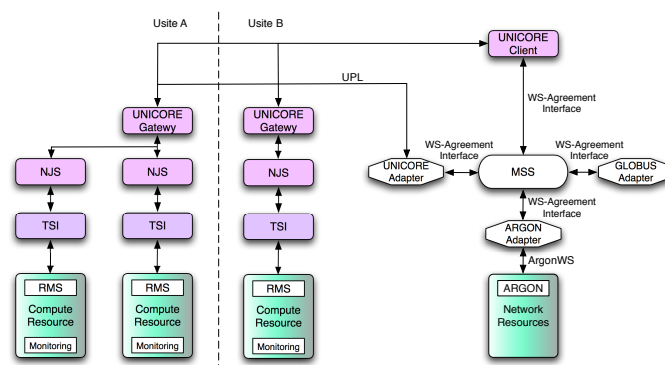 Usite A
Usite B
UNICORE
Client
UPL
WS-Agreement
Interface
UNICORE
Gatewy
UNICORE
Gatewy
WS-Agreement
Interface
WS-Agreement
Interface
NJS
NJS
NJS
UNICORE
Adapter
MSS
GLOBUS
Adapter
WS-Agreement
Interface
TSI
TSI
TSI
ARGON
Adapter
ArgonWS
RMS
RMS
RMS
ARGON
Compute
Resource
Compute
Resource
Compute
Resource
Network
Resources
Monitoring
Monitoring
Monitoring